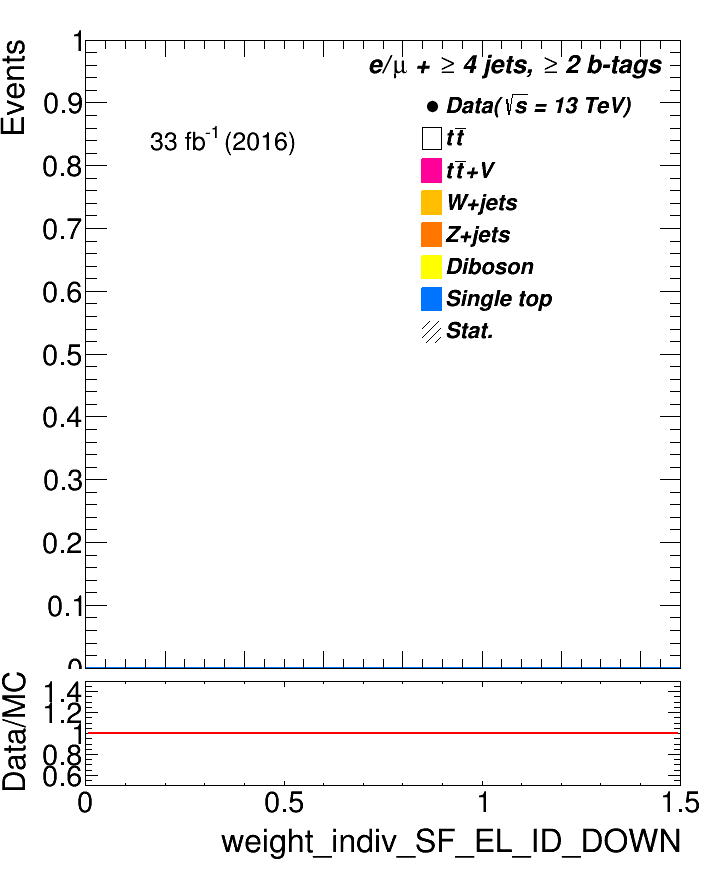 Events
1
0.9
0.8
0.7
0.6
0.5
0.4
0.3
0.2
0.1
0
e/μ + ≥ 4 jets, ≥ 2 b-tags
33 fb⁻¹ (2016)
Data(√s = 13 TeV)
tt̅
tt̅+V
W+jets
Z+jets
Diboson
Single top
Stat.
Data/MC
1.4
1.2
1
0.8
0.6
0 0.5 1 1.5
weight_indiv_SF_EL_ID_DOWN